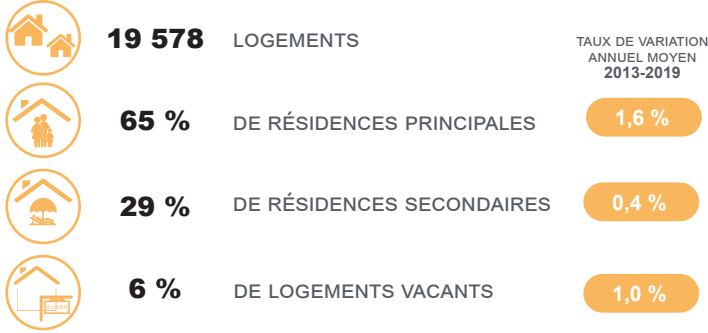 19 578 LOGEMENTS
TAUX DE VARIATION
ANNUEL MOYEN
2013-2019
65 % DE RÉSIDENCES PRINCIPALES 1,6 %
29 % DE RÉSIDENCES SECONDAIRES 0,4 %
6 % DE LOGEMENTS VACANTS 1,0 %